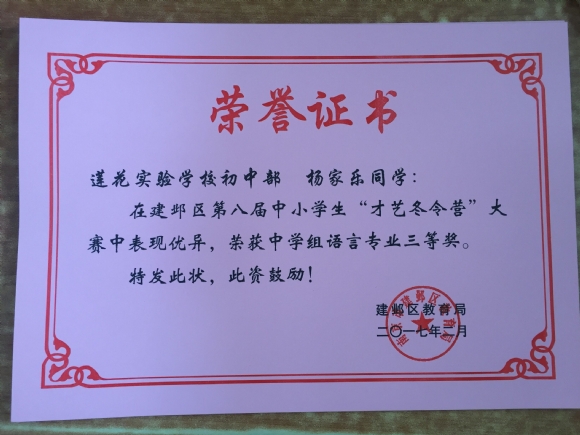 荣誉证书
莲花实验学校初中部 杨家乐同学：
在建邺区第八届中小学生“才艺冬令营”大
赛中表现优异，荣获中学组语言专业三等奖。
特发此状，此资鼓励！
建邺区教育局
二〇一七年二月